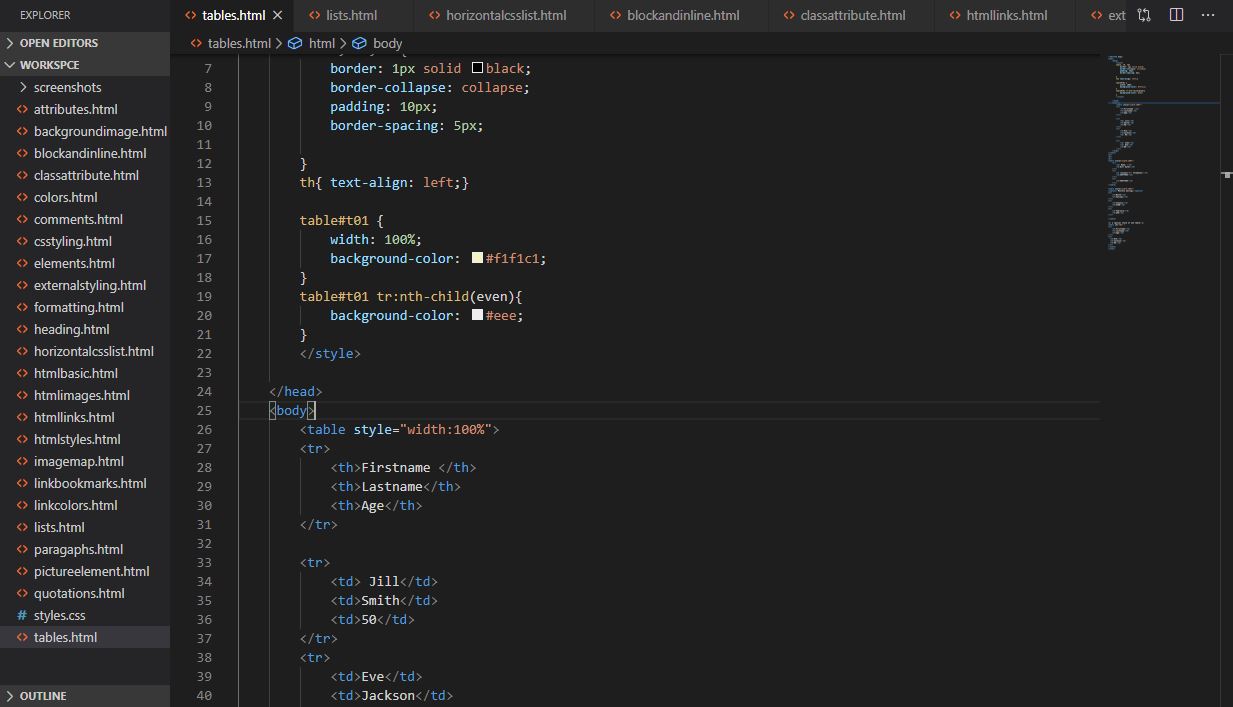 EXPLORER
OPEN EDITORS
WORKSPCE
screenshots
attributes.html
backgroundimage.html
blockandinline.html
classattribute.html
colors.html
comments.html
csstyling.html
elements.html
externalstyling.html
formatting.html
heading.html
horizontalcsslist.html
htmlbasic.html
htmlimages.html
htmllinks.html
htmlstyles.html
imagemap.html
linkbookmarks.html
linkcolors.html
lists.html
paragaphs.html
pictureelement.html
quotations.html
# styles.css
tables.html
OUTLINE
tables.html lists.html horizontalcsslist.html blockandinline.html classattribute.html htmllinks.html ext
tables.html > html > body
7 border: 1px solid black;
8 border-collapse: collapse;
9 padding: 10px;
10 border-spacing: 5px;
11
12 }
13 th{ text-align: left;}
14
15 table#t01 {
16 width: 100%;
17 background-color: #f1f1c1;
18 }
19 table#t01 tr:nth-child(even){
20 background-color: #eee;
21 }
22 </style>
23
24 </head>
25 <body>
26 <table style="width:100%">
27 <tr>
28 <th>Firstname </th>
29 <th>Lastname</th>
30 <th>Age</th>
31 </tr>
32
33 <tr>
34 <td> Jill</td>
35 <td>Smith</td>
36 <td>50</td>
37 </tr>
38 <tr>
39 <td>Eve</td>
40 <td>Jackson</td>